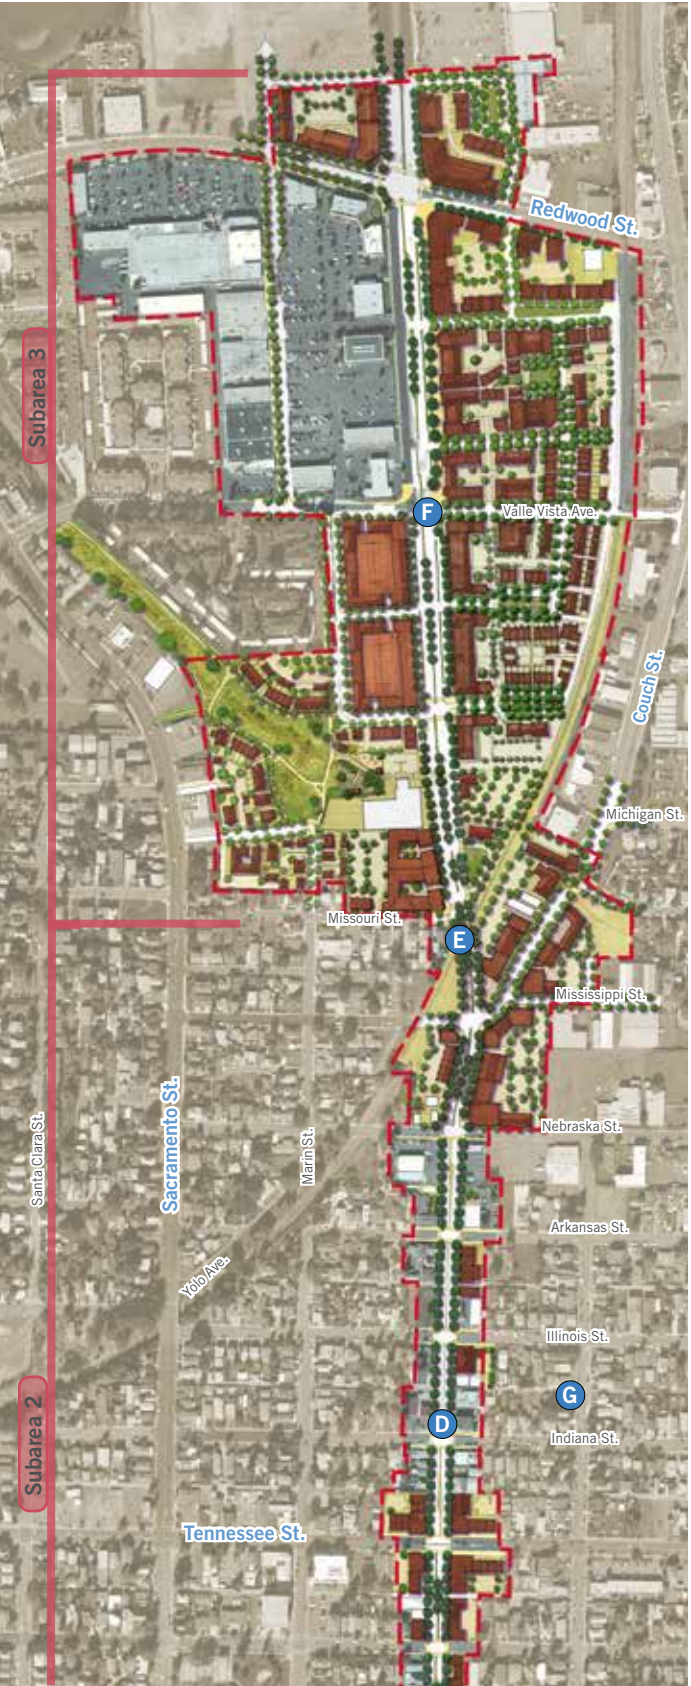 Redwood St.
Subarea 3
F
Valle Vista Ave.
Couch St.
Michigan St.
Missouri St.
E
Mississippi St.
Santa Clara St.
Sacramento St.
Marin St.
Nebraska St.
Arkansas St.
Yolo Ave.
Illinois St.
G
D
Subarea 2
Indiana St.
Tennessee St.